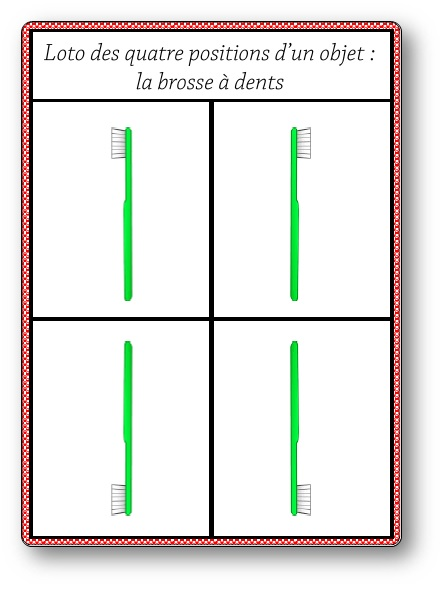 Loto des quatre positions d’un objet :
la brosse à dents